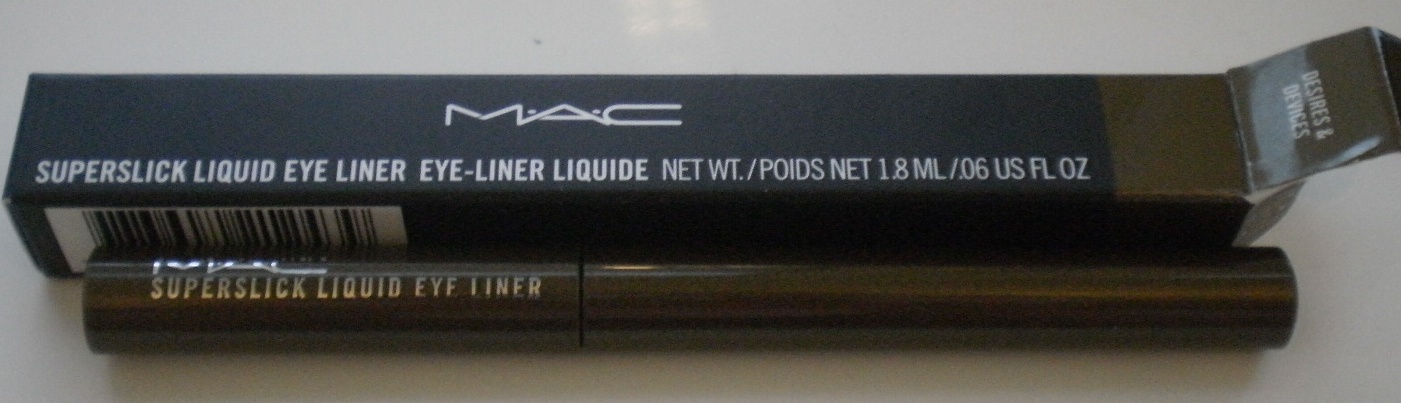 M·A·C
SUPERSLICK LIQUID EYE LINER EYE-LINER LIQUIDE NET WT./POIDS NET 1.8 ML/.06 US FL OZ
DESIRES &
DEVICES
MAC
SUPERSLICK LIQUID EYE LINER